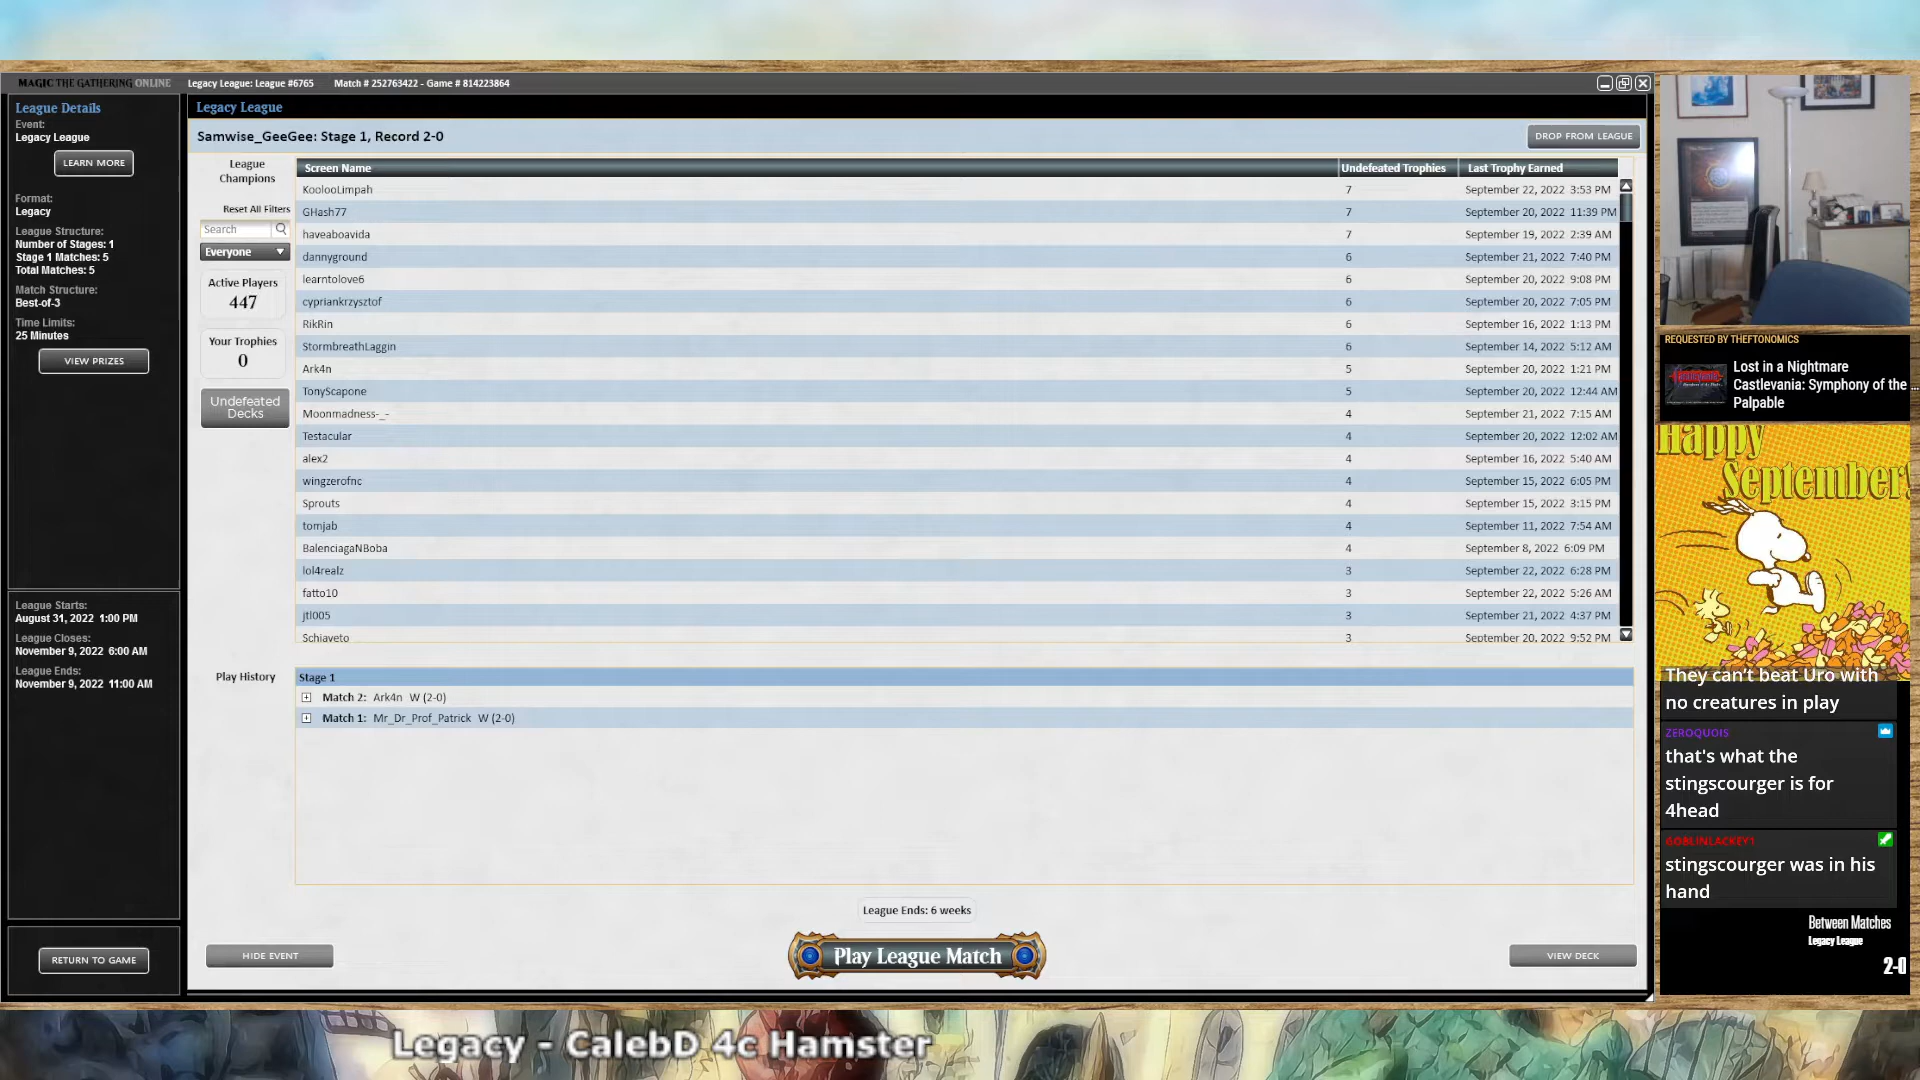 MAGIC THE GATHERING ONLINE
Legacy League: League #6765
Match # 252763422 - Game # 814223864
League Details
Event:
Legacy League
LEARN MORE
Format:
Legacy
League Structure:
Number of Stages: 1
Stage 1 Matches: 5
Total Matches: 5
Match Structure:
Best-of-3
Time Limits:
25 Minutes
VIEW PRIZES
League Starts:
August 31, 2022 1:00 PM
League Closes:
November 9, 2022 6:00 AM
League Ends:
November 9, 2022 11:00 AM
RETURN TO GAME
Legacy League
Samwise_GeeGee: Stage 1, Record 2-0
DROP FROM LEAGUE
League
Champions
Reset All Filters
Search
Everyone
Active Players
447
Your Trophies
0
Undefeated
Decks
Screen Name Undefeated Trophies Last Trophy Earned
KoolooLimpah 7 September 22, 2022 3:53 PM
GHash77 7 September 20, 2022 11:39 PM
haveaboavida 7 September 19, 2022 2:39 AM
dannyground 6 September 21, 2022 7:40 PM
learntolove6 6 September 20, 2022 9:08 PM
cypriankrzysztof 6 September 20, 2022 7:05 PM
RikRin 6 September 16, 2022 1:13 PM
StormbreathLaggin 6 September 14, 2022 5:12 AM
Ark4n 5 September 20, 2022 1:21 PM
TonyScapone 5 September 20, 2022 12:44 AM
Moonmadness-_- 4 September 21, 2022 7:15 AM
Testacular 4 September 20, 2022 12:02 AM
alex2 4 September 16, 2022 5:40 AM
wingzerofnc 4 September 15, 2022 6:05 PM
Sprouts 4 September 15, 2022 3:15 PM
tomjab 4 September 11, 2022 7:54 AM
BalenciagaNBoba 4 September 8, 2022 6:09 PM
lol4realz 3 September 22, 2022 6:28 PM
fatto10 3 September 22, 2022 5:26 AM
jtl005 3 September 21, 2022 4:37 PM
Schiaveto 3 September 20, 2022 9:52 PM
Play History
Stage 1
Match 2: Ark4n W (2-0)
Match 1: Mr_Dr_Prof_Patrick W (2-0)
League Ends: 6 weeks
HIDE EVENT
Play League Match
VIEW DECK
REQUESTED BY THEFTONOMICS
Lost in a Nightmare
Castlevania: Symphony of the ...
Palpable
Happy
September!
They can't beat Uro with
no creatures in play
ZEROQUOIS
that's what the
stingscourger is for
4head
GOBLINLACKEY1
stingscourger was in his
hand
Between Matches
Legacy League
2-0
Legacy - CalebD 4c Hamster